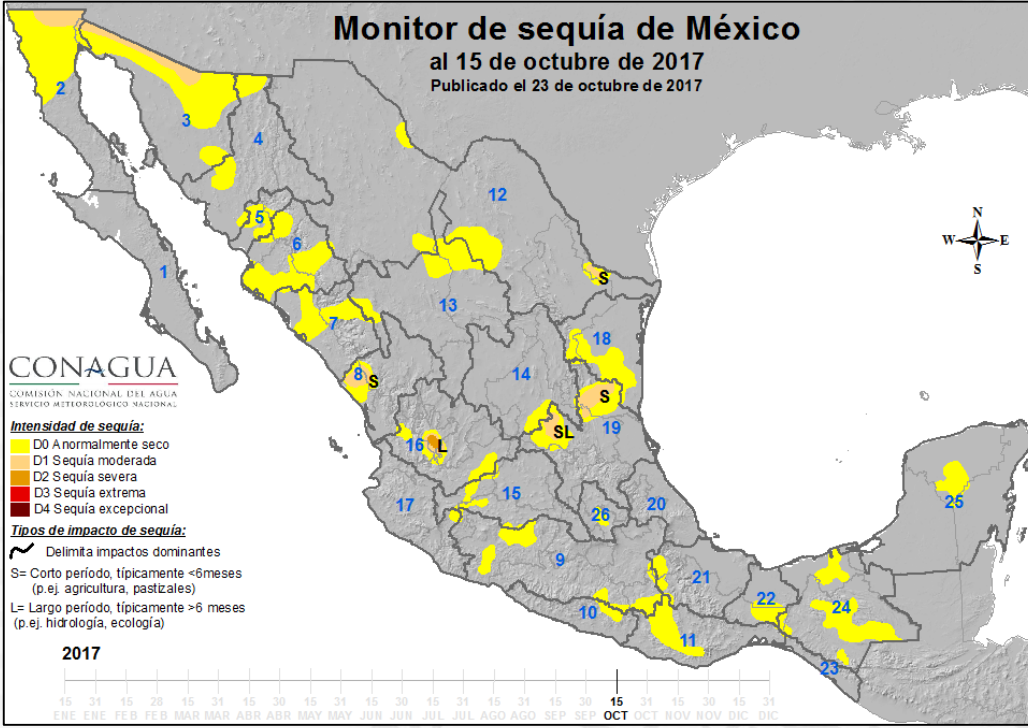 Monitor de sequía de México
al 15 de octubre de 2017
Publicado el 23 de octubre de 2017
2
3
4
12
5
6
1
13
7
18
8
S
S
14
S
19
SL
16
L
15
17
26
20
25
9
21
22
24
10
11
23
N
W E
S
CONAGUA
COMISIÓN NACIONAL DEL AGUA
SERVICIO METEOROLÓGICO NACIONAL
Intensidad de sequía:
D0 Anormalmente seco
D1 Sequía moderada
D2 Sequía severa
D3 Sequía extrema
D4 Sequía excepcional
Tipos de impacto de sequía:
Delimita impactos dominantes
S= Corto período, típicamente <6meses
(p.ej. agricultura, pastizales)
L= Largo período, típicamente >6 meses
(p.ej. hidrología, ecología)
2017
15 31 15 28 15 31 15 30 15 31 15 30 15 31 15 31 15 30 15 31 15 30 15 31
ENE ENE FEB FEB MAR MAR ABR ABR MAY MAY JUN JUN JUL JUL AGO AGO SEP SEP OCT OCT NOV NOV DIC DIC